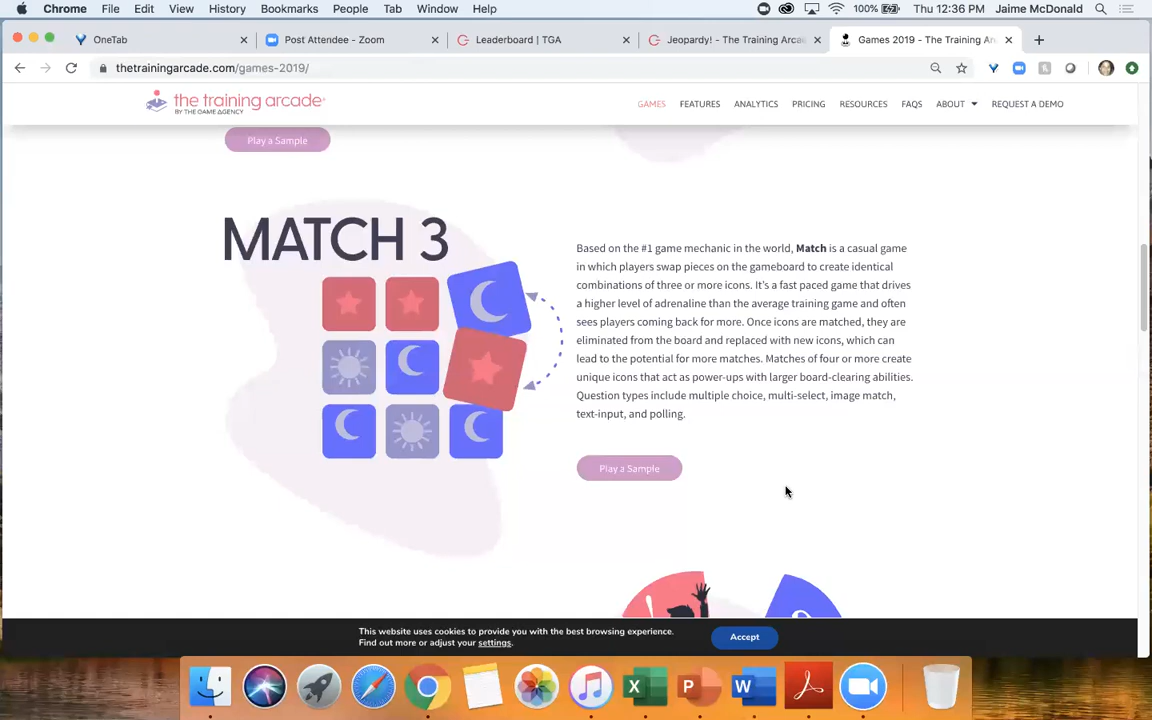 Chrome File Edit View History Bookmarks People Tab Window Help 100% Thu 12:36 PM Jaime McDonald
OneTab Post Attendee - Zoom Leaderboard | TGA Jeopardy! - The Training Arca Games 2019 - The Training An
thetrainingarcade.com/games-2019/
the training arcade
BY THE GAME AGENCY
GAMES FEATURES ANALYTICS PRICING RESOURCES FAQS ABOUT REQUEST A DEMO
Play a Sample
MATCH 3
Based on the #1 game mechanic in the world, Match is a casual game
in which players swap pieces on the gameboard to create identical
combinations of three or more icons. It's a fast paced game that drives
a higher level of adrenaline than the average training game and often
sees players coming back for more. Once icons are matched, they are
eliminated from the board and replaced with new icons, which can
lead to the potential for more matches. Matches of four or more create
unique icons that act as power-ups with larger board-clearing abilities.
Question types include multiple choice, multi-select, image match,
text-input, and polling.
Play a Sample
This website uses cookies to provide you with the best browsing experience.
Find out more or adjust your settings.
Accept
X P W